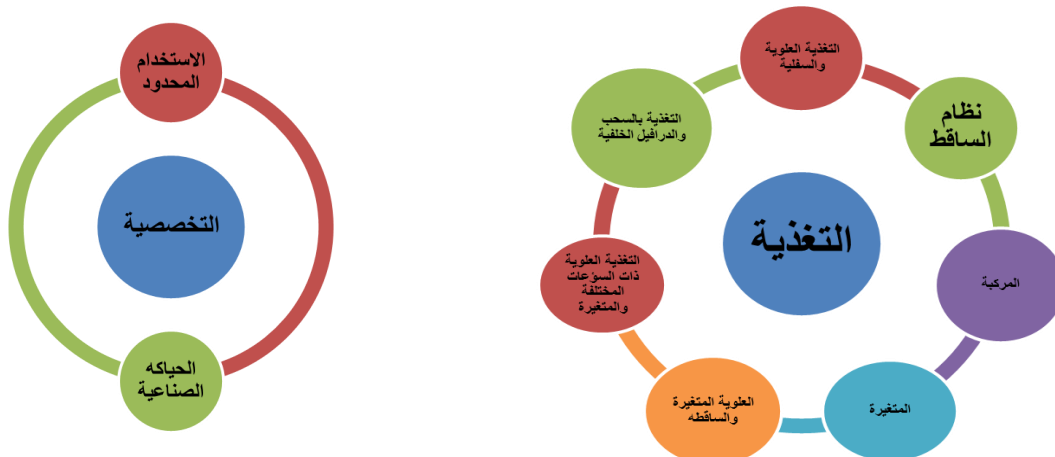 الاستخدام
المحدود
التخصصية
الحياكه
الصناعية
التغذية العلوية
والسفلية
نظام
الساقط
المركبة
المتغيرة
العلوية المتغيرة
والساقطه
التغذية العلوية
ذات السؤعات
المختلفة
والمتغيرة
التغذية بالسحب
والدرافيل الخلفية
التغذية